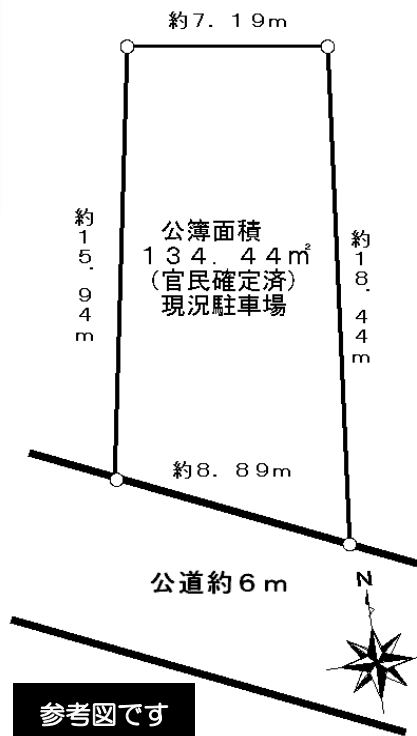 約7.19m
約15.94m
公簿面積
134.44㎡
(官民確定済)
現況駐車場
約18.44m
約8.89m
公道約6m
N
参考図です